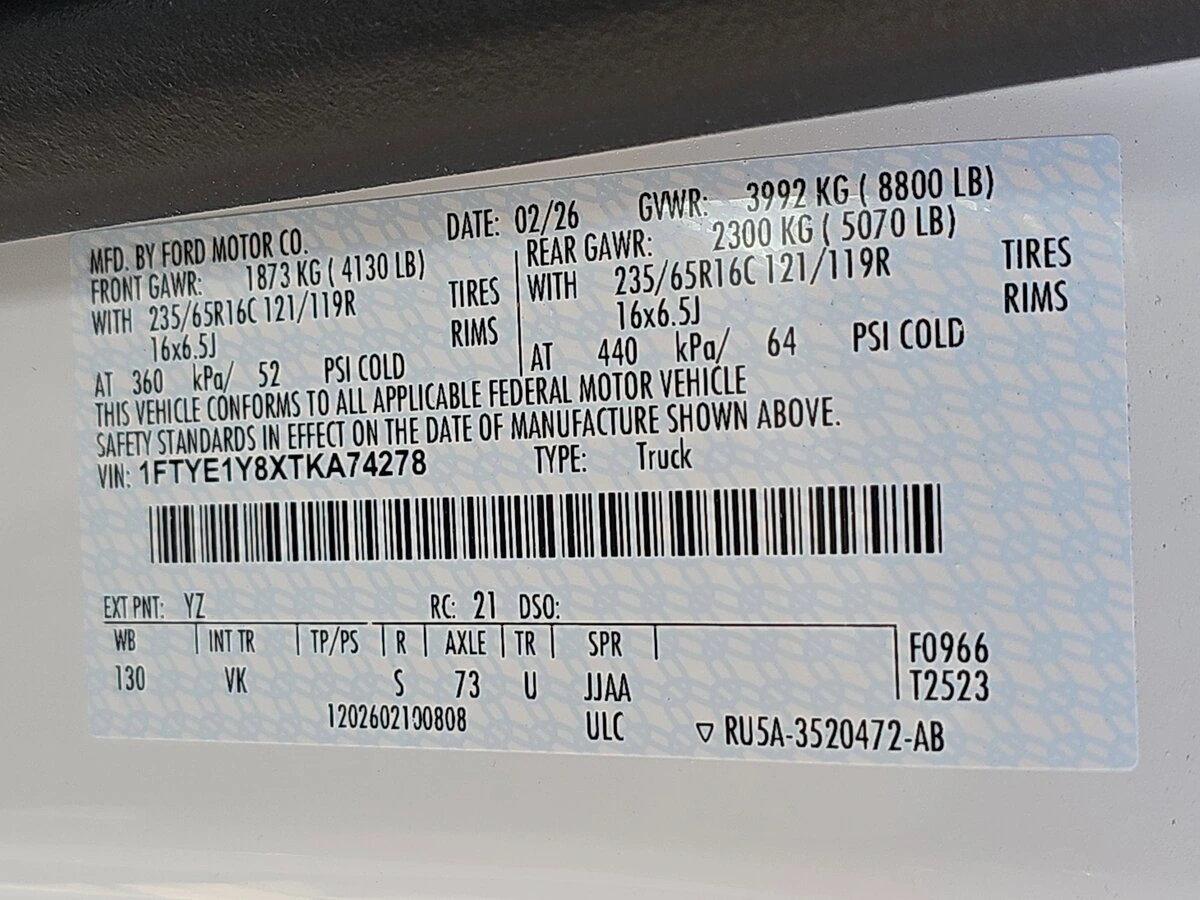 MFD. BY FORD MOTOR CO. DATE: 02/26 GVWR: 3992 KG ( 8800 LB)
FRONT GAWR: 1873 KG ( 4130 LB) REAR GAWR: 2300 KG ( 5070 LB)
WITH 235/65R16C 121/119R TIRES WITH 235/65R16C 121/119R TIRES
16x6.5J RIMS 16x6.5J RIMS
AT 360 kPa/ 52 PSI COLD AT 440 kPa/ 64 PSI COLD
THIS VEHICLE CONFORMS TO ALL APPLICABLE FEDERAL MOTOR VEHICLE
SAFETY STANDARDS IN EFFECT ON THE DATE OF MANUFACTURE SHOWN ABOVE.
VIN: 1FTYE1Y8XTKA74278 TYPE: Truck
EXT PNT: YZ RC: 21 DSO:
WB INT TR TP/PS R AXLE TR SPR F0966
130 VK S 73 U JJAA T2523
1202602100808 ULC ▽ RU5A-3520472-AB